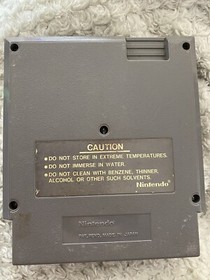 CAUTION
•DO NOT STORE IN EXTREME TEMPERATURES.
•DO NOT IMMERSE IN WATER.
•DO NOT CLEAN WITH BENZENE, THINNER,
ALCOHOL OR OTHER SUCH SOLVENTS.
Nintendo
Nintendo